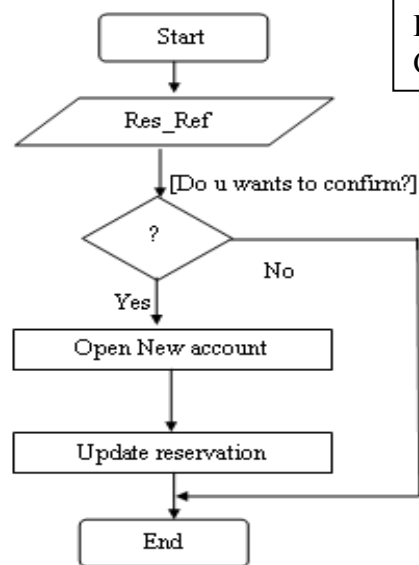 Start
Res_Ref
[Do u wants to confirm?]
?
No
Yes
Open New account
Update reservation
End